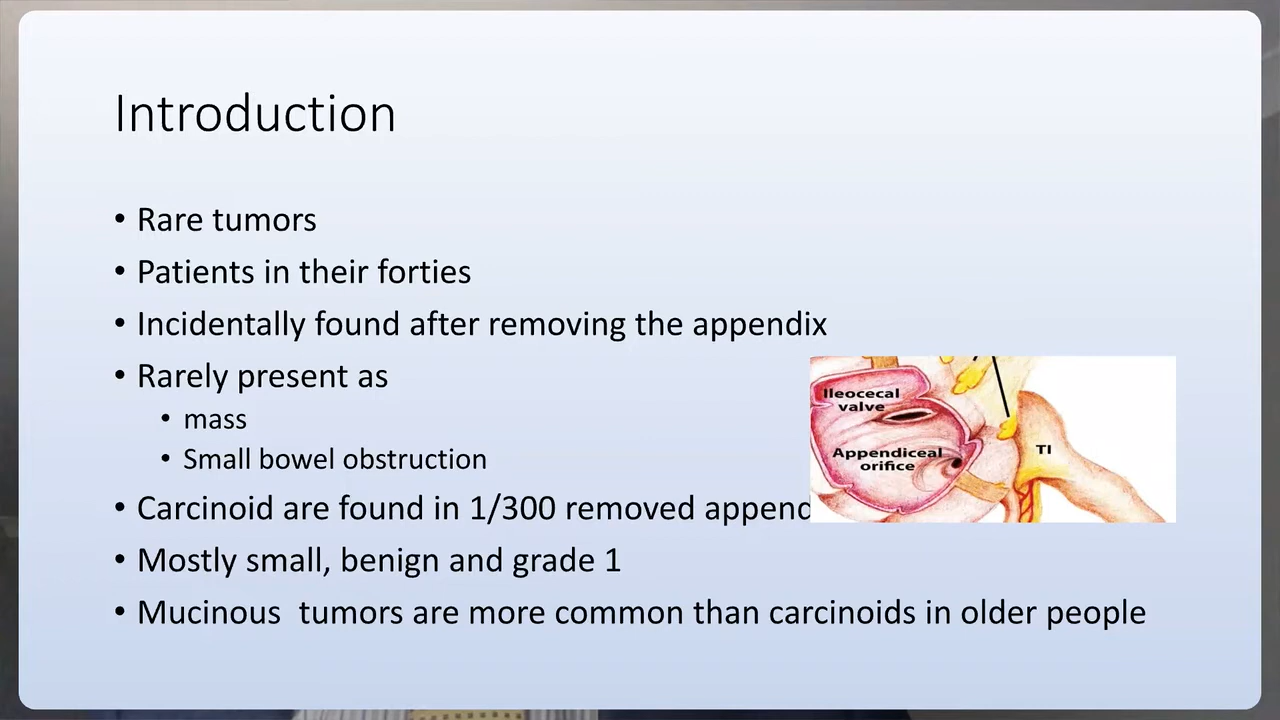 Introduction
• Rare tumors
• Patients in their forties
• Incidentally found after removing the appendix
• Rarely present as
• mass
• Small bowel obstruction
• Carcinoid are found in 1/300 removed append
• Mostly small, benign and grade 1
• Mucinous  tumors are more common than carcinoids in older people
Ileocecal
valve
Appendiceal
orifice
TI